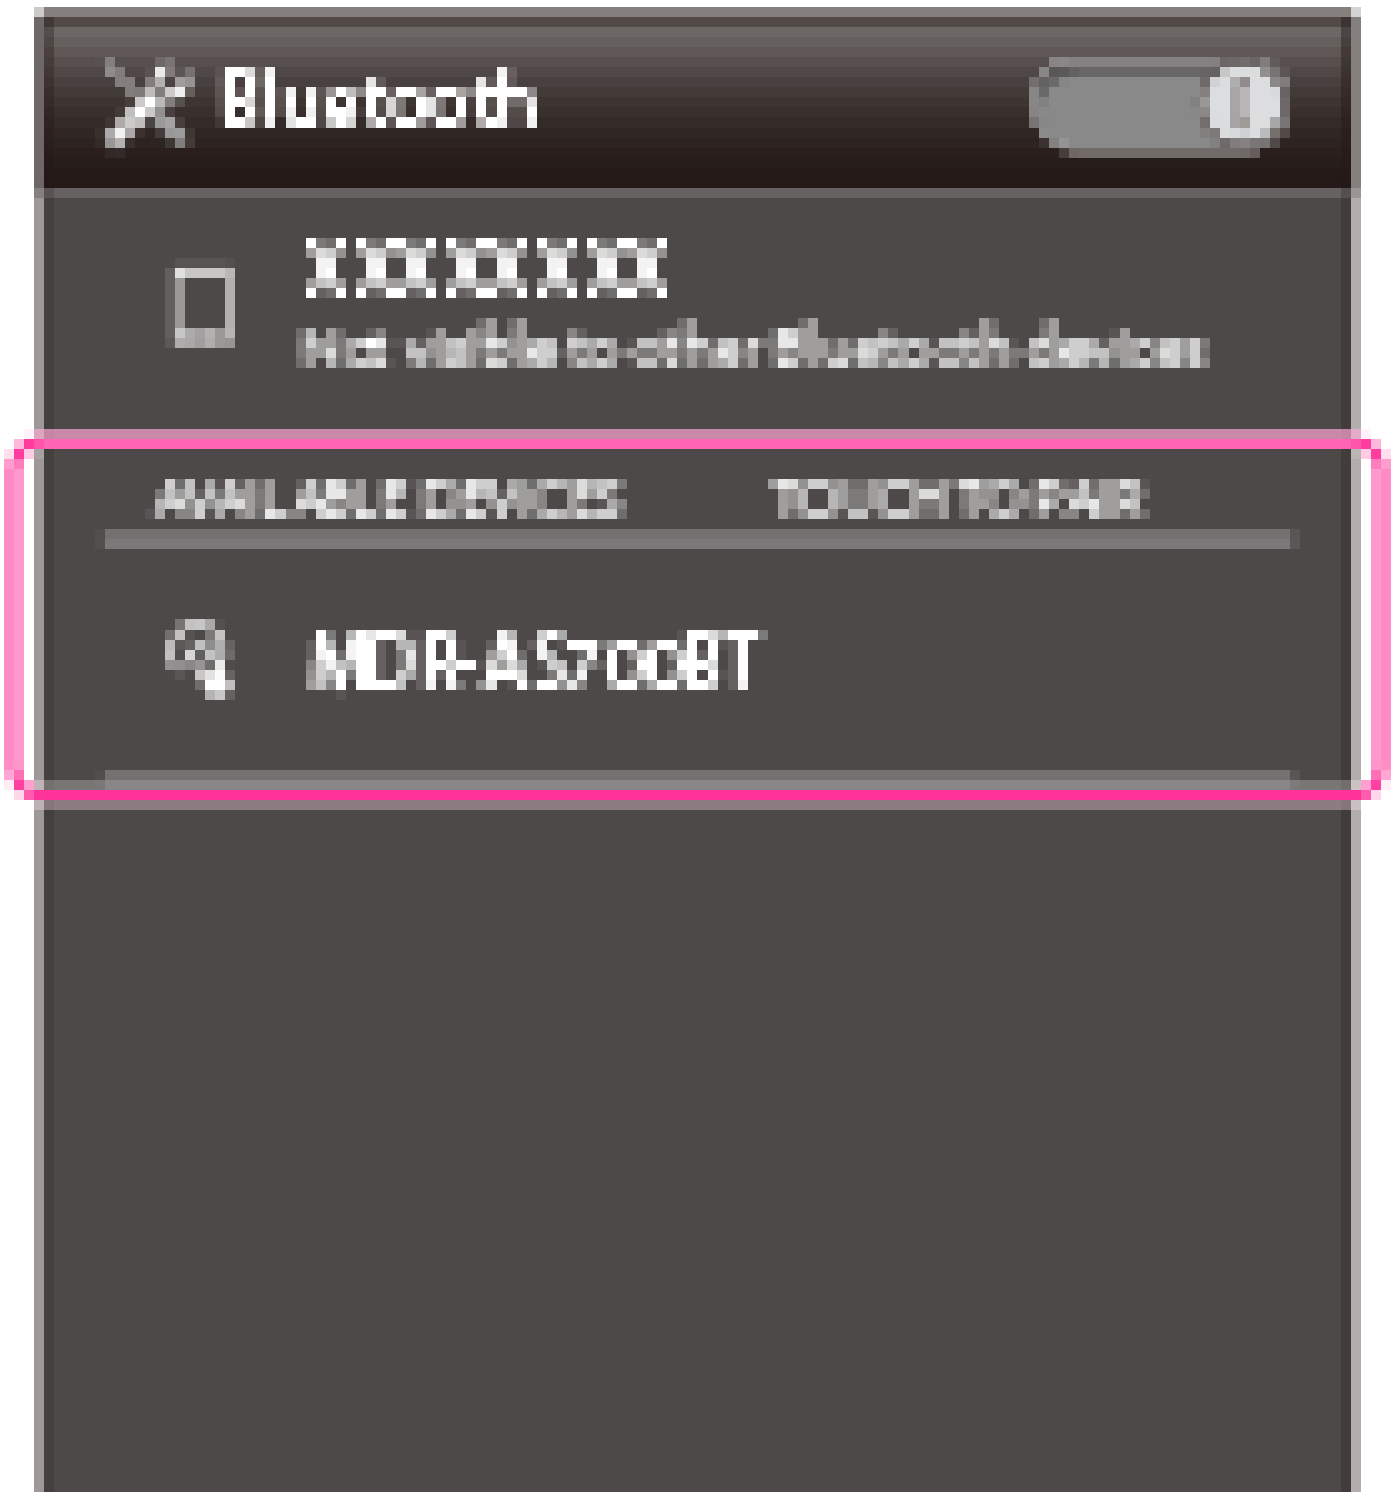 Bluetooth
XXXXXXX
Not visible to other Bluetooth devices
AVAILABLE DEVICES TOUCH TO PAIR
MDR-AS700BT